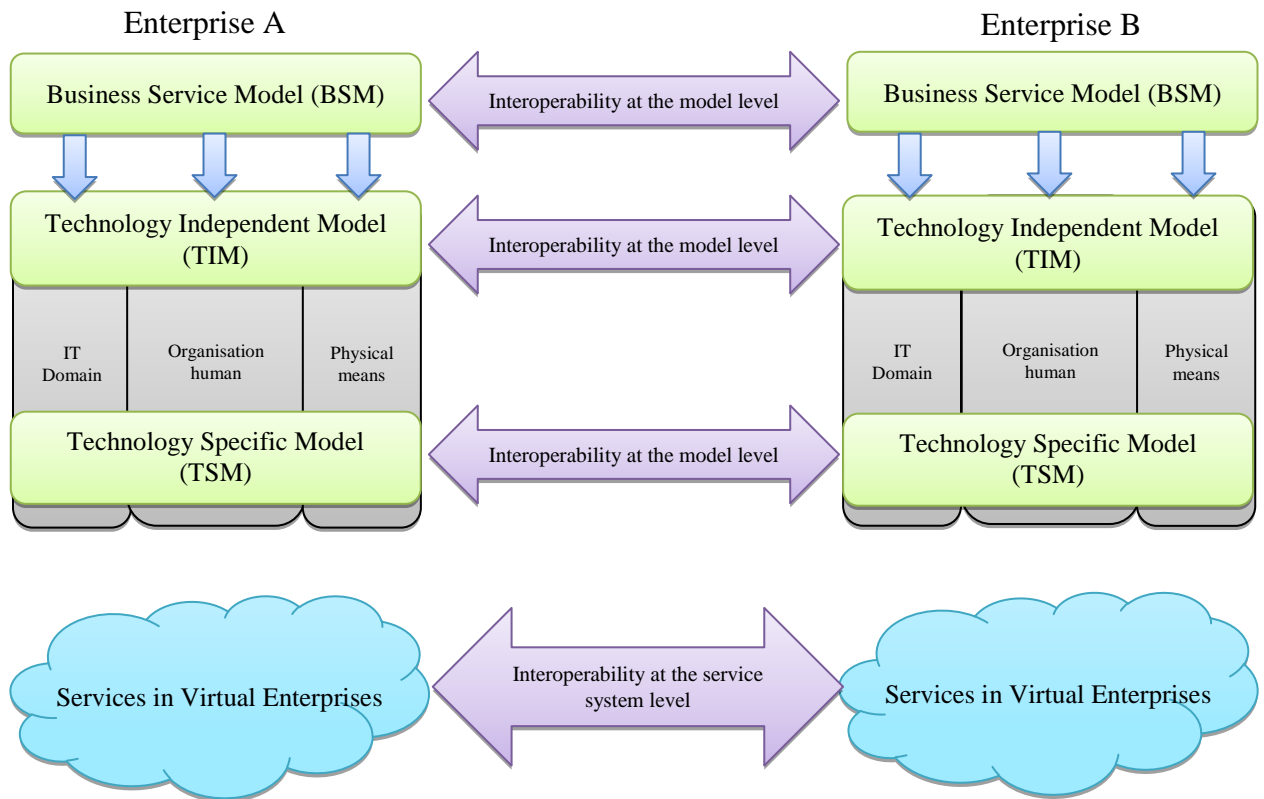 Enterprise A
Enterprise B
Business Service Model (BSM)
Interoperability at the model level
Business Service Model (BSM)
Technology Independent Model
(TIM)
Interoperability at the model level
Technology Independent Model
(TIM)
IT
Domain
Organisation
human
Physical
means
IT
Domain
Organisation
human
Physical
means
Technology Specific Model
(TSM)
Interoperability at the model level
Technology Specific Model
(TSM)
Services in Virtual Enterprises
Interoperability at the service
system level
Services in Virtual Enterprises